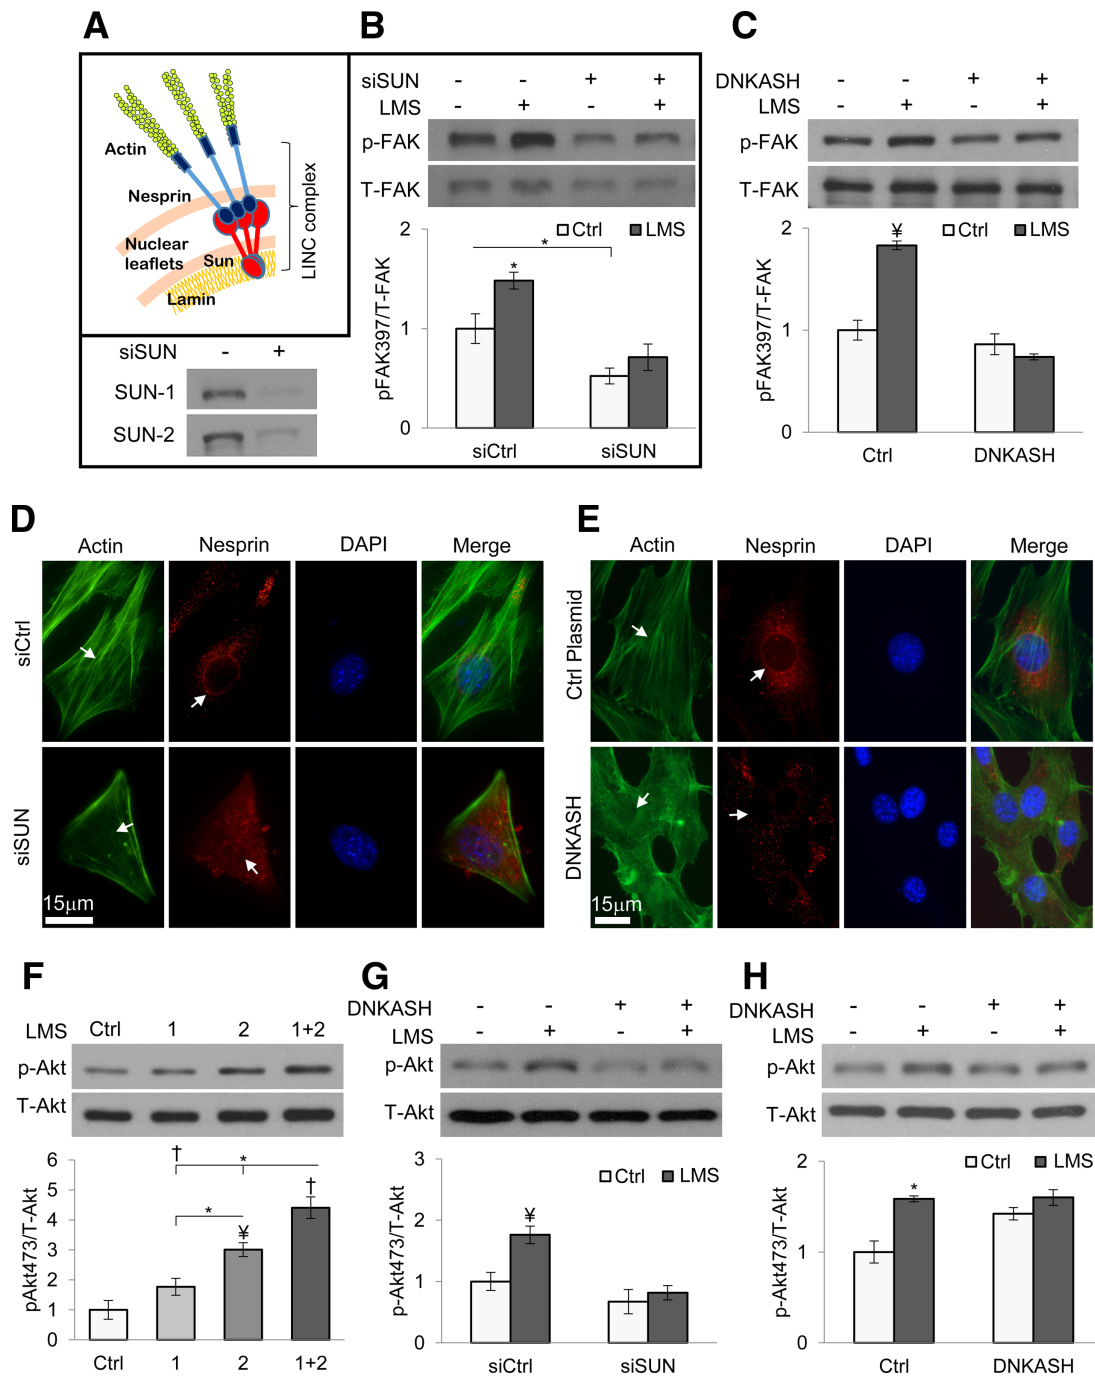 A
Actin
Nesprin
Nuclear
leaflets
Sun
Lamin
LINC complex
siSUN - +
SUN-1
SUN-2
B
siSUN - - + +
LMS - + - +
p-FAK
T-FAK
pFAK397/T-FAK
2
1
0
Ctrl LMS
*
*
siCtrl siSUN
C
DNKASH - - + +
LMS - + - +
p-FAK
T-FAK
pFAK397/T-FAK
2
1
0
Ctrl LMS
¥
Ctrl DNKASH
D
Actin Nesprin DAPI Merge
siCtrl
siSUN
15μm
E
Actin Nesprin DAPI Merge
Ctrl Plasmid
DNKASH
15μm
F
LMS Ctrl 1 2 1+2
p-Akt
T-Akt
pAkt473/T-Akt
6
5
4
3
2
1
0
† *
*
¥
†
Ctrl 1 2 1+2
G
DNKASH - - + +
LMS - + - +
p-Akt
T-Akt
p-Akt473/T-Akt
3
2
1
0
Ctrl LMS
¥
siCtrl siSUN
H
DNKASH - - + +
LMS - + - +
p-Akt
T-Akt
p-Akt473/T-Akt
2
1
0
Ctrl LMS
*
Ctrl DNKASH